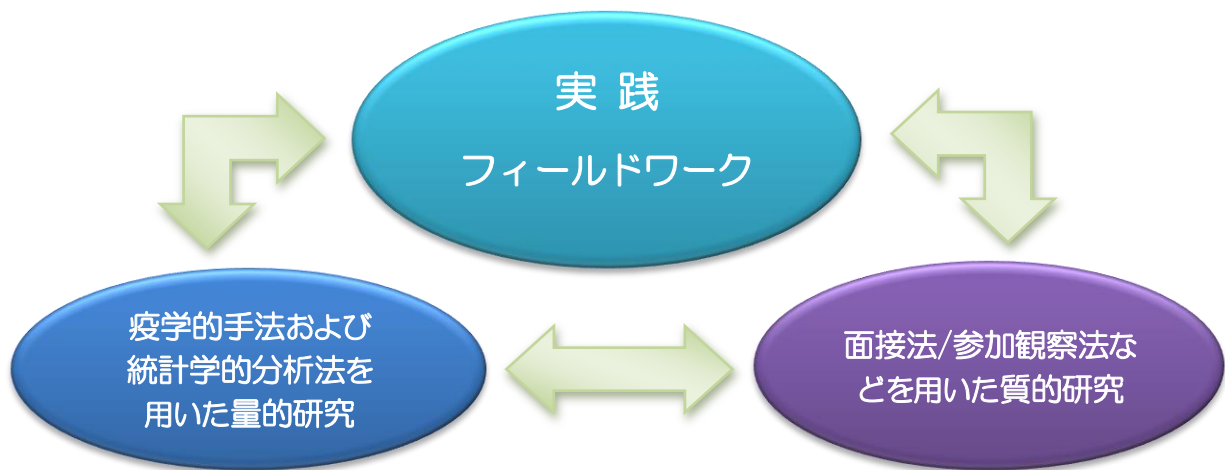 実 践
フィールドワーク
疫学的手法および
統計学的分析法を
用いた量的研究
面接法/参加観察法な
どを用いた質的研究